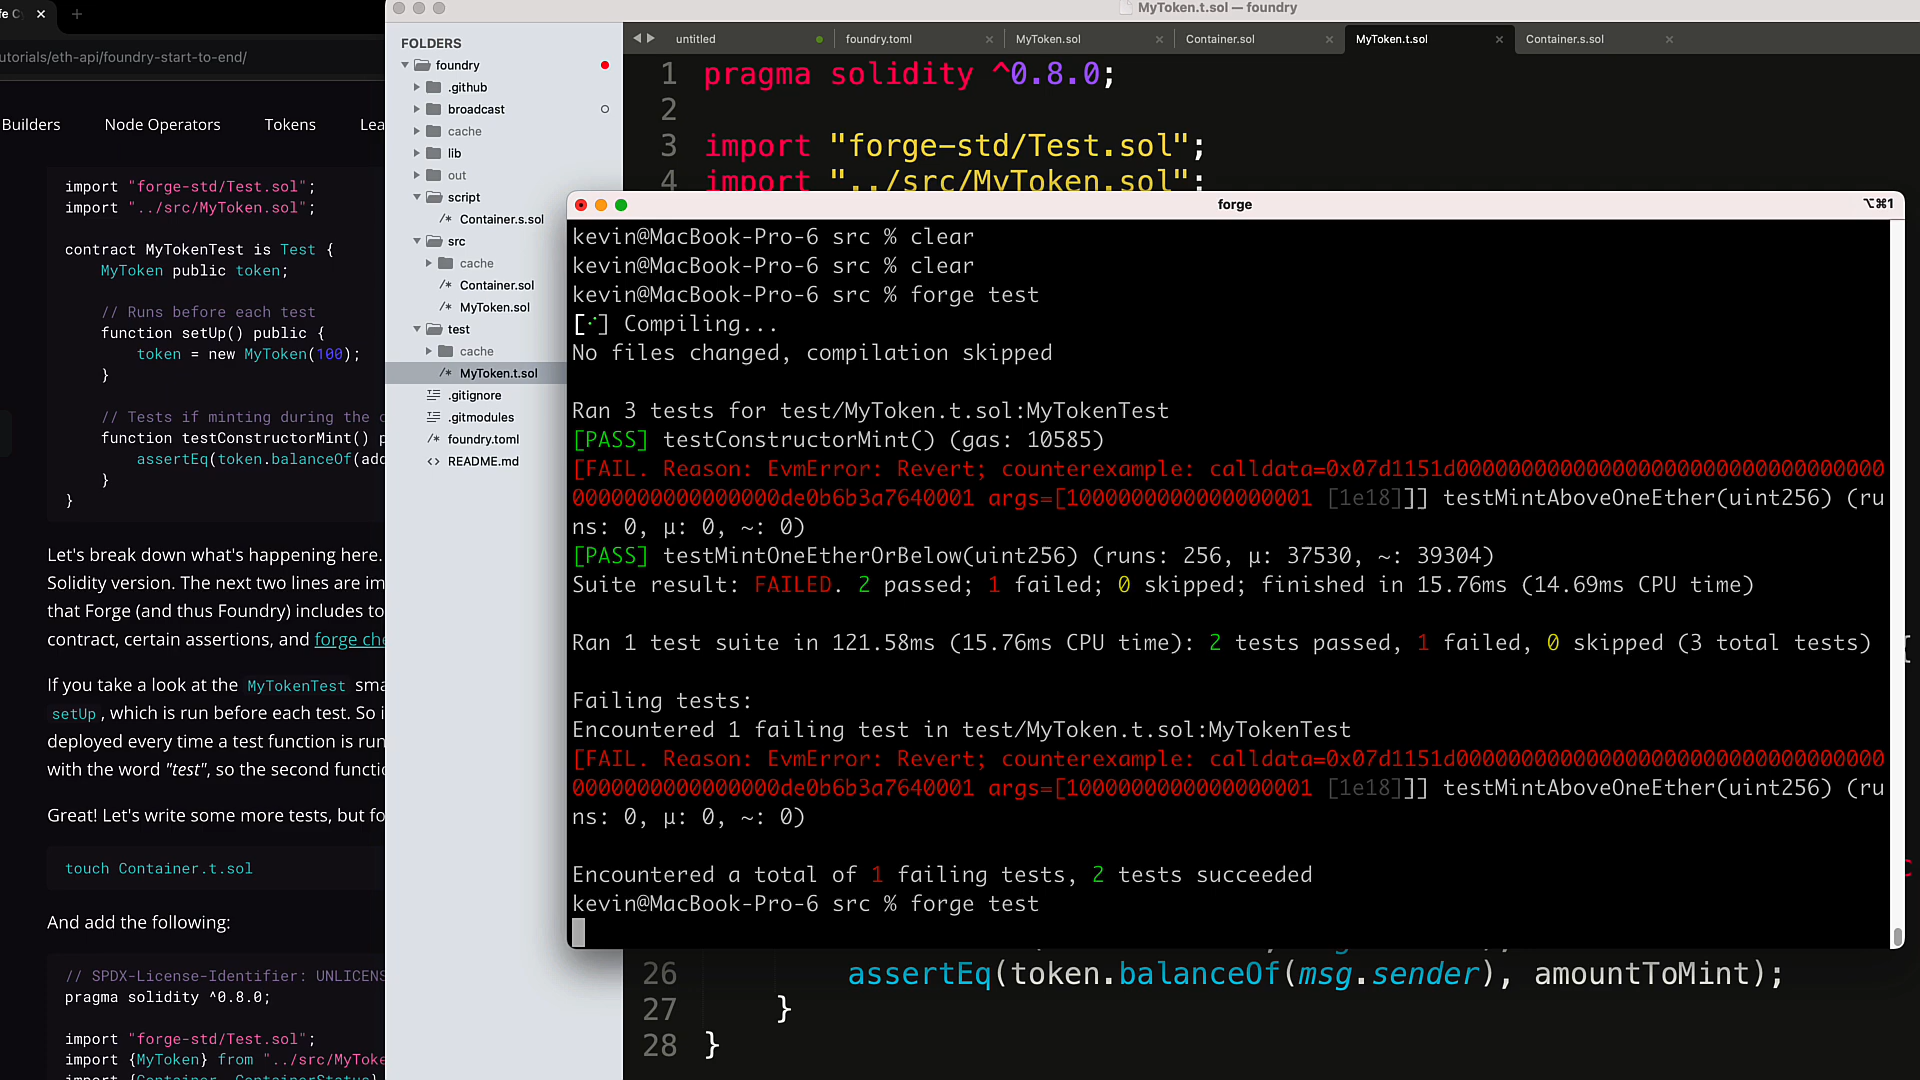 fe C
utorials/eth-api/foundry-start-to-end/
Builders Node Operators Tokens Lea
import "forge-std/Test.sol";
import "../src/MyToken.sol";
contract MyTokenTest is Test {
MyToken public token;
// Runs before each test
function setUp() public {
token = new MyToken(100);
}
// Tests if minting during the c
function testConstructorMint() p
assertEq(token.balanceOf(add
}
}
Let's break down what's happening here.
Solidity version. The next two lines are im
that Forge (and thus Foundry) includes to
contract, certain assertions, and forge che
If you take a look at the MyTokenTest sma
setUp, which is run before each test. So i
deployed every time a test function is run
with the word "test", so the second functio
Great! Let's write some more tests, but fo
touch Container.t.sol
And add the following:
// SPDX-License-Identifier: UNLICENS
pragma solidity ^0.8.0;
import "forge-std/Test.sol";
import {MyToken} from "../src/MyToke
import {Container, ContainerStatus}
MyToken.t.sol — foundry
FOLDERS
foundry
.github
broadcast
cache
lib
out
script
/* Container.s.sol
src
cache
/* Container.sol
/* MyToken.sol
test
cache
/* MyToken.t.sol
.gitignore
.gitmodules
/* foundry.toml
<> README.md
untitled foundry.toml MyToken.sol Container.sol MyToken.t.sol Container.s.sol
1 pragma solidity ^0.8.0;
2
3 import "forge-std/Test.sol";
4 import "../src/MyToken.sol";
forge ⌥⌘1
kevin@MacBook-Pro-6 src % clear
kevin@MacBook-Pro-6 src % clear
kevin@MacBook-Pro-6 src % forge test
[⠊] Compiling...
No files changed, compilation skipped
Ran 3 tests for test/MyToken.t.sol:MyTokenTest
[PASS] testConstructorMint() (gas: 10585)
[FAIL. Reason: EvmError: Revert; counterexample: calldata=0x07d1151d0000000000000000000000000000000000
000000000000de0b6b3a7640001 args=[1000000000000000001 [1e18]]] testMintAboveOneEther(uint256) (ru
ns: 0, μ: 0, ~: 0)
[PASS] testMintOneEtherOrBelow(uint256) (runs: 256, μ: 37530, ~: 39304)
Suite result: FAILED. 2 passed; 1 failed; 0 skipped; finished in 15.76ms (14.69ms CPU time)
Ran 1 test suite in 121.58ms (15.76ms CPU time): 2 tests passed, 1 failed, 0 skipped (3 total tests)
Failing tests:
Encountered 1 failing test in test/MyToken.t.sol:MyTokenTest
[FAIL. Reason: EvmError: Revert; counterexample: calldata=0x07d1151d0000000000000000000000000000000000
000000000000de0b6b3a7640001 args=[1000000000000000001 [1e18]]] testMintAboveOneEther(uint256) (ru
ns: 0, μ: 0, ~: 0)
Encountered a total of 1 failing tests, 2 tests succeeded
kevin@MacBook-Pro-6 src % forge test
26 assertEq(token.balanceOf(msg.sender), amountToMint);
27 }
28 }